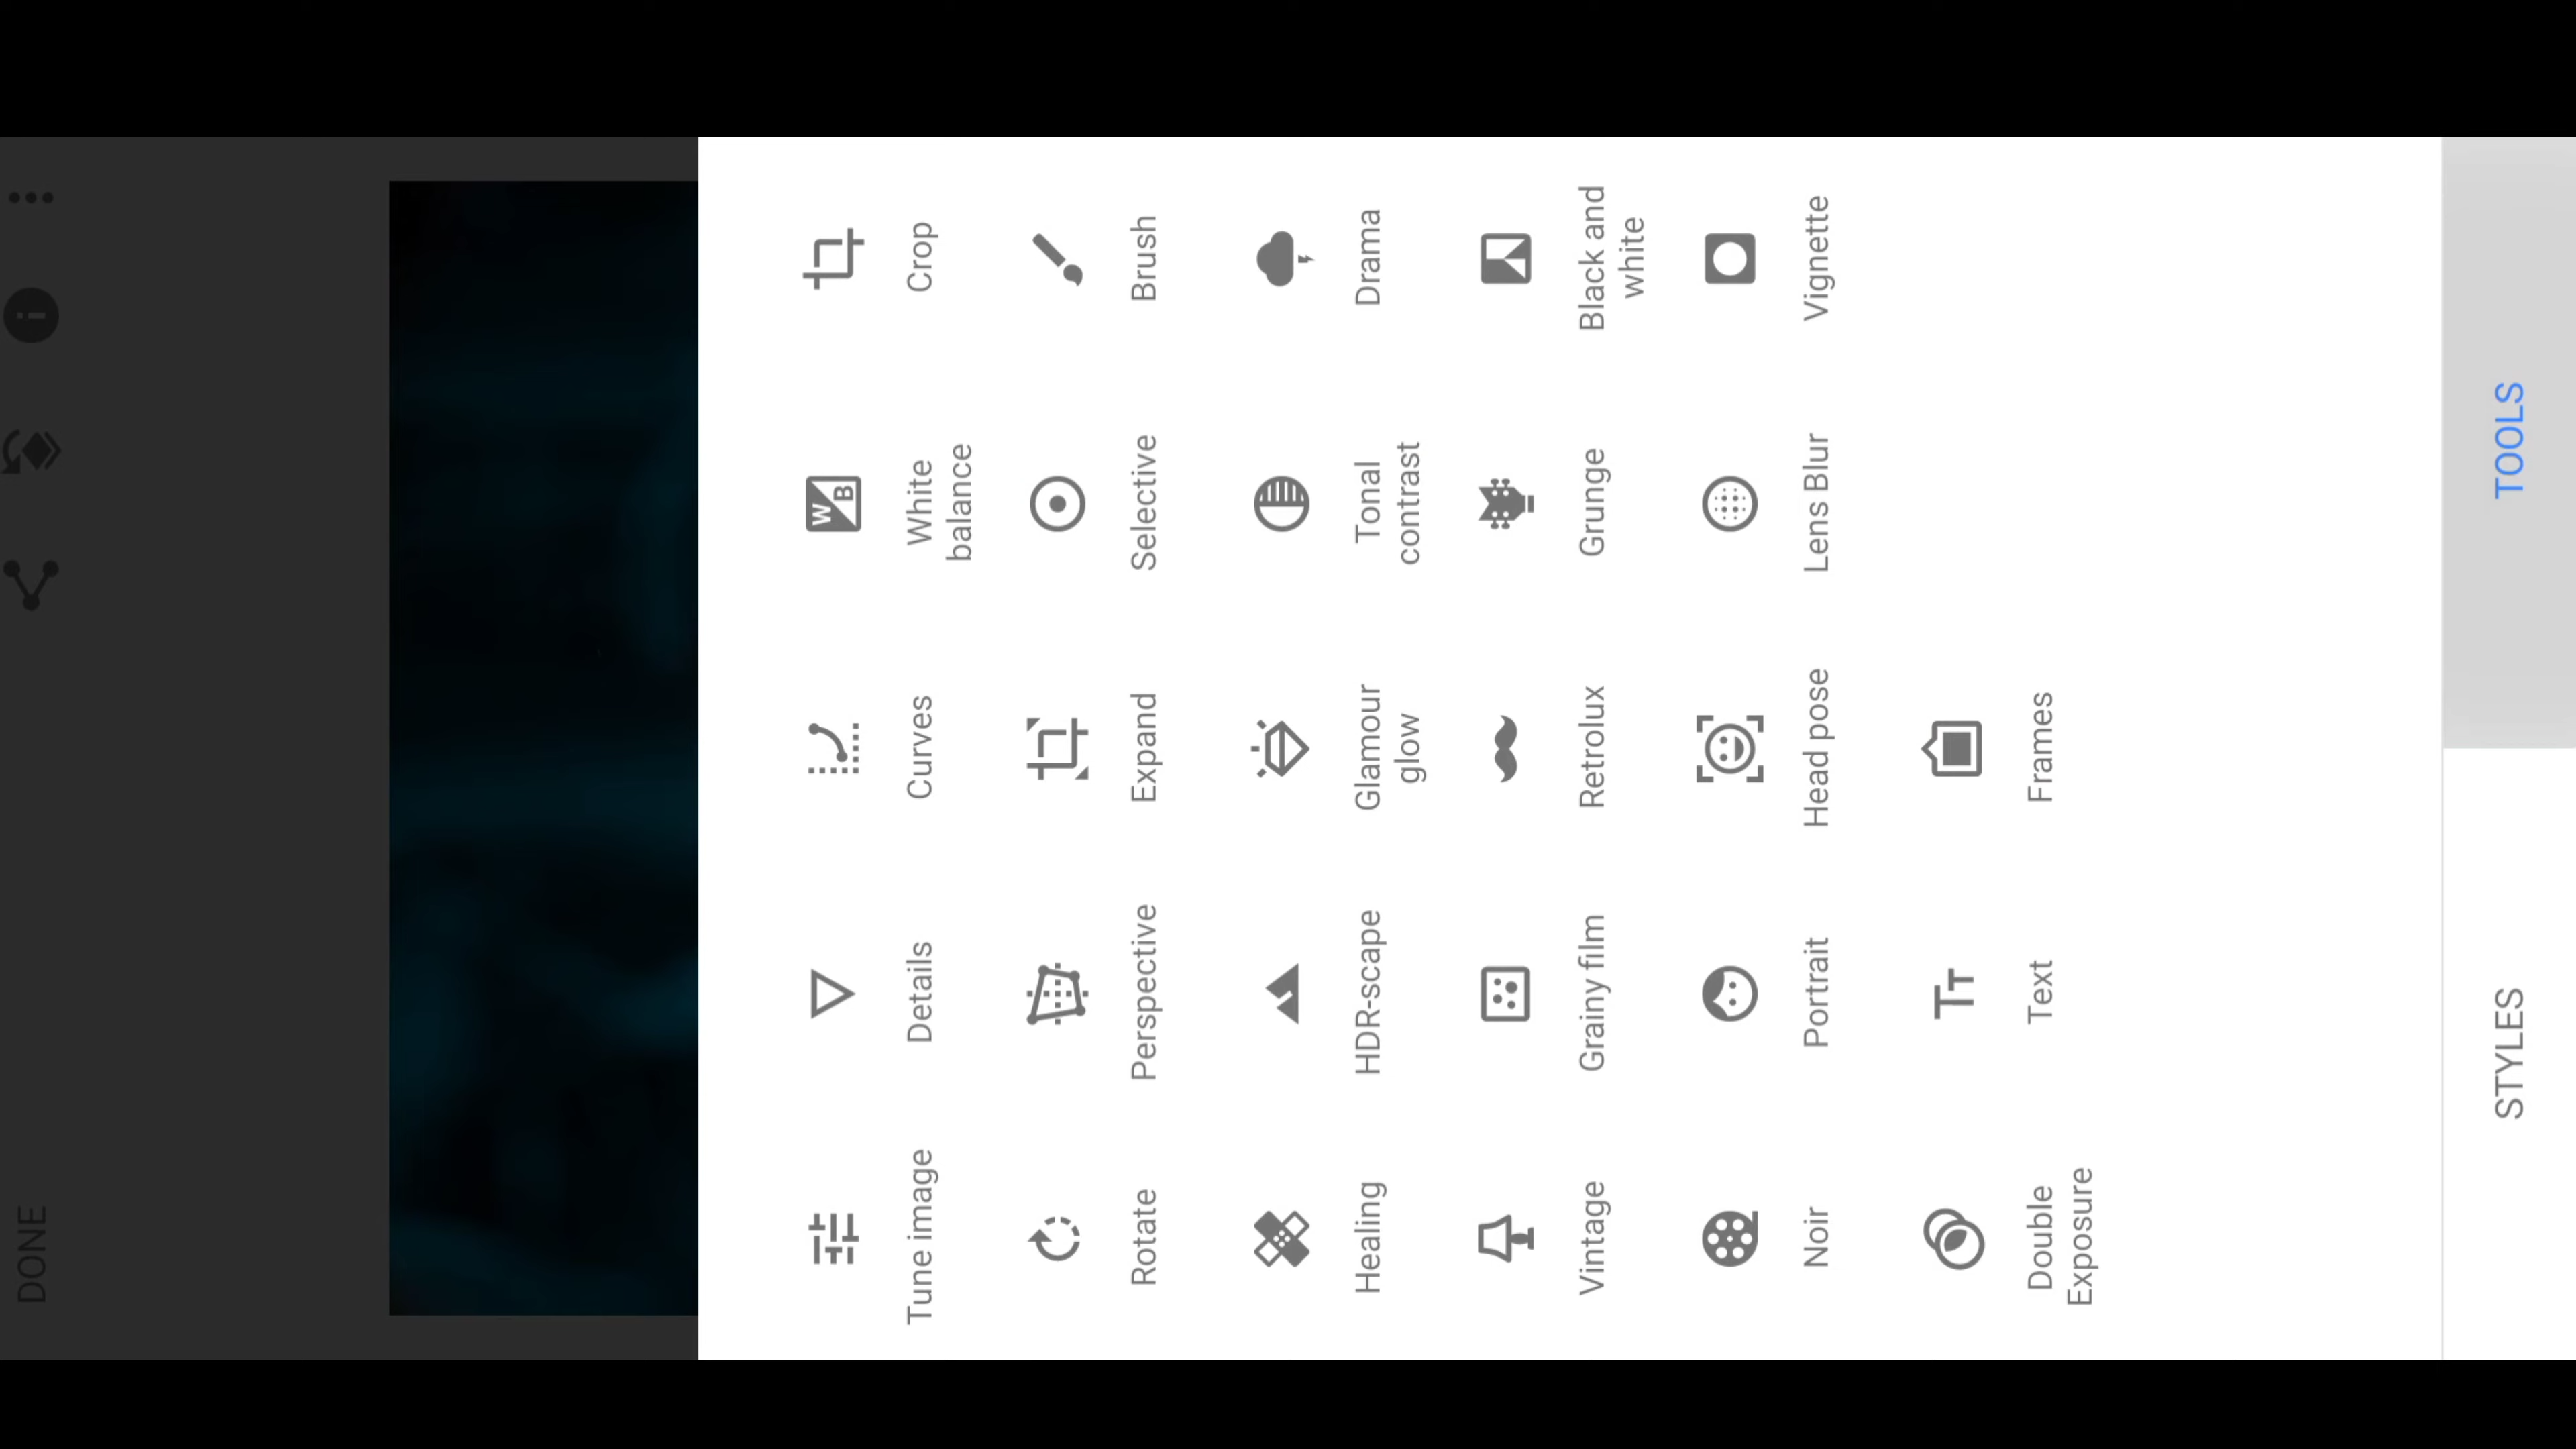 DONE
Tune image
Details
Curves
White
balance
Crop
Rotate
Perspective
Expand
Selective
Brush
Healing
HDR-scape
Glamour
glow
Tonal
contrast
Drama
Vintage
Grainy film
Retrolux
Grunge
Black and
white
Noir
Portrait
Head pose
Lens Blur
Vignette
Double
Exposure
Text
Frames
STYLES
TOOLS